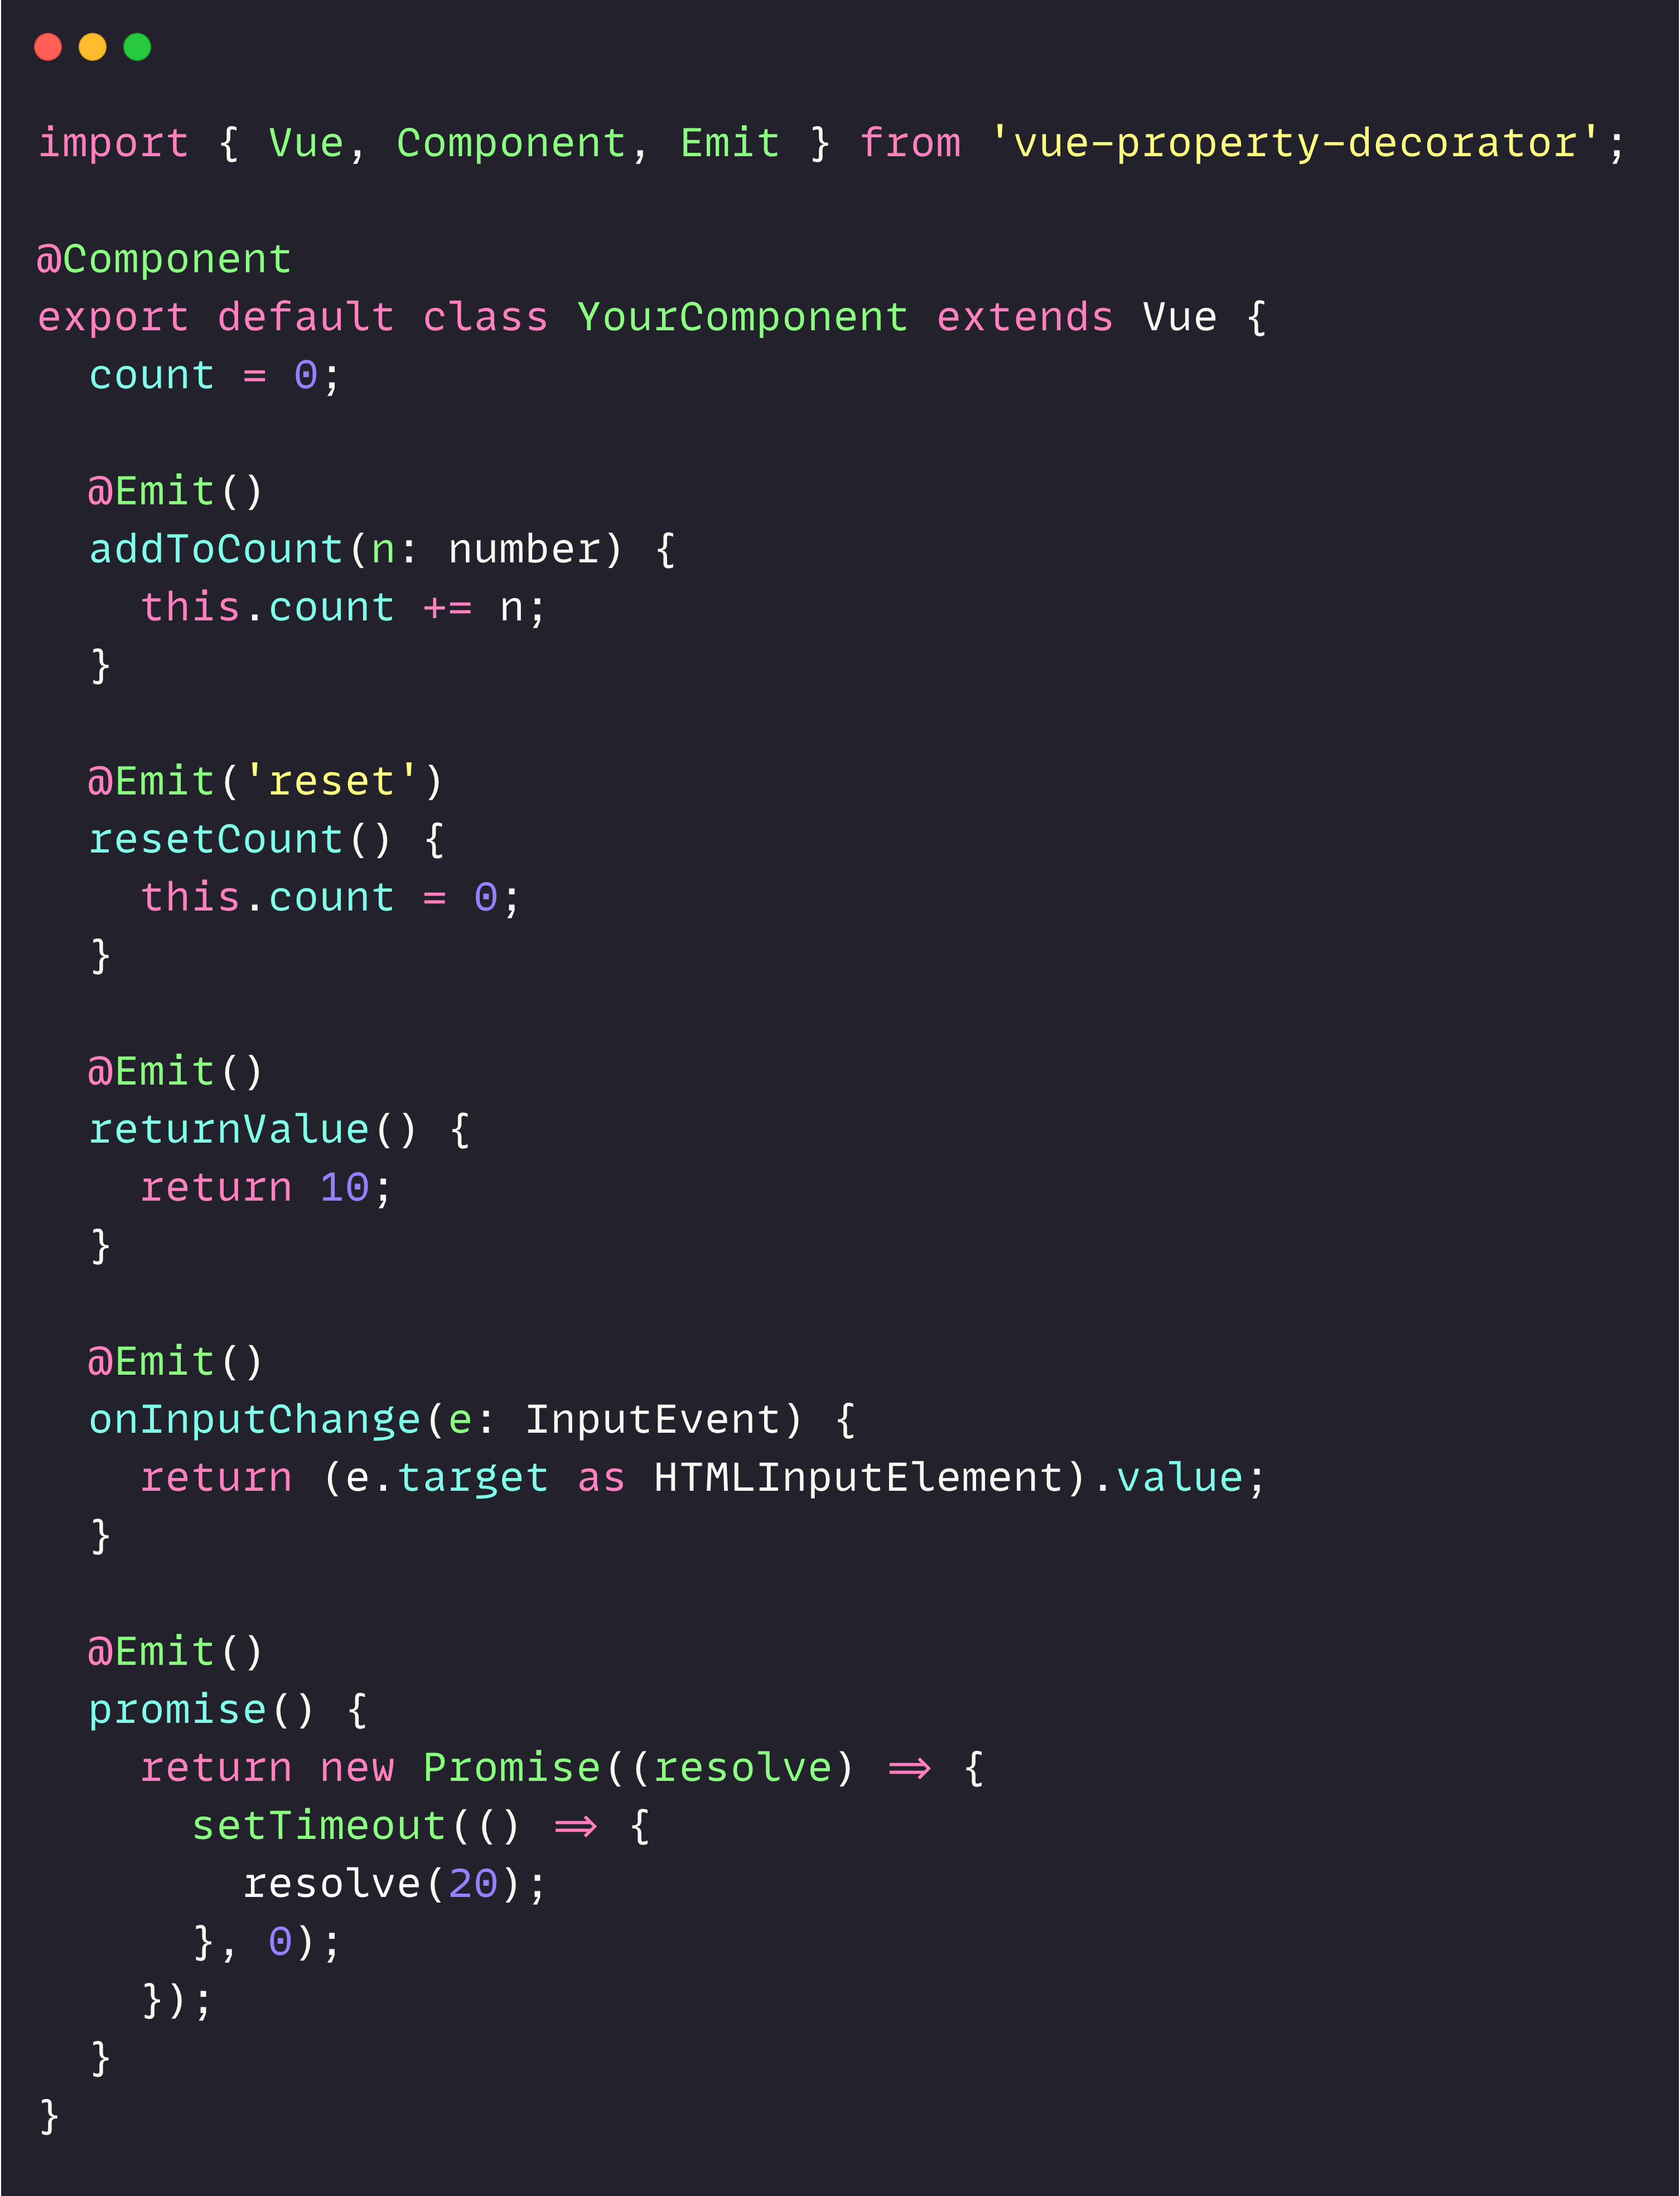 import { Vue, Component, Emit } from 'vue-property-decorator';

@Component
export default class YourComponent extends Vue {
  count = 0;

  @Emit()
  addToCount(n: number) {
    this.count += n;
  }

  @Emit('reset')
  resetCount() {
    this.count = 0;
  }

  @Emit()
  returnValue() {
    return 10;
  }

  @Emit()
  onInputChange(e: InputEvent) {
    return (e.target as HTMLInputElement).value;
  }

  @Emit()
  promise() {
    return new Promise((resolve) => {
      setTimeout(() => {
        resolve(20);
      }, 0);
    });
  }
}